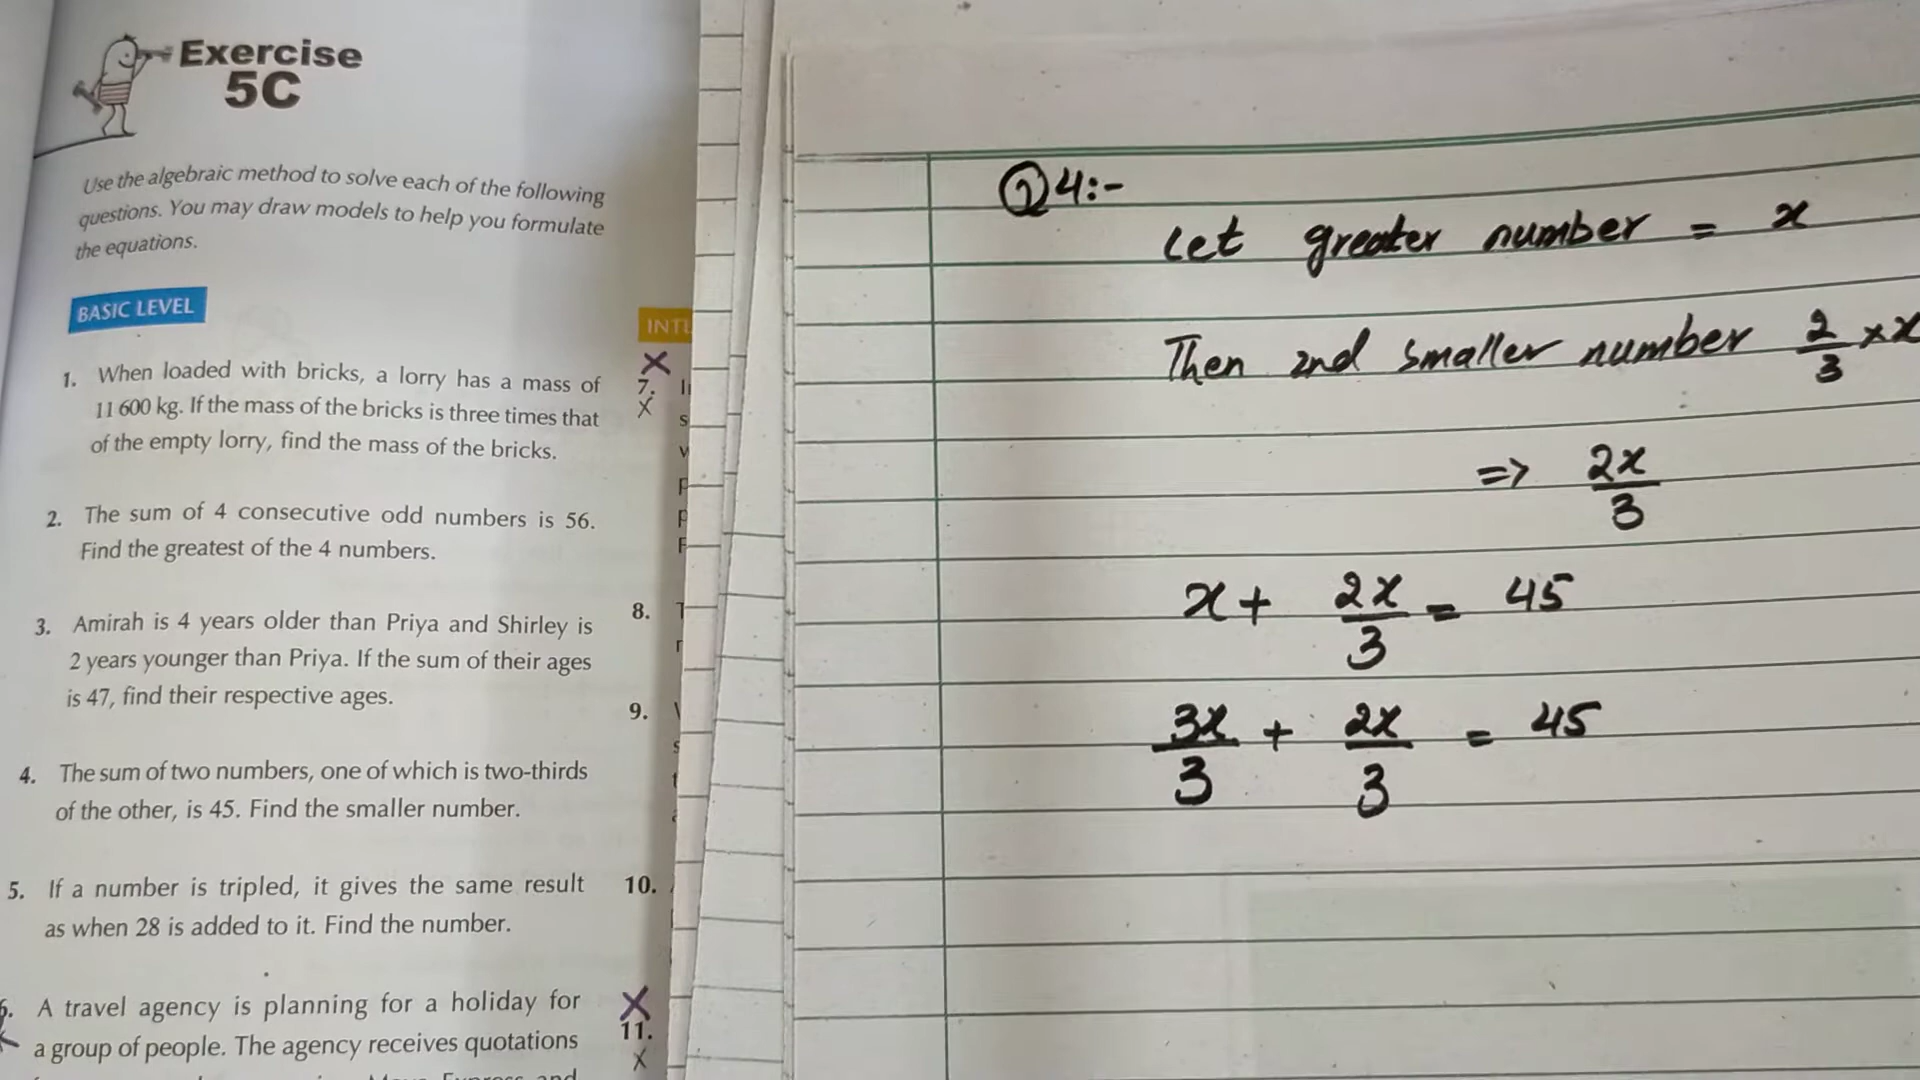 Exercise
5C
Use the algebraic method to solve each of the following
questions. You may draw models to help you formulate
the equations.
BASIC LEVEL
1. When loaded with bricks, a lorry has a mass of
11 600 kg. If the mass of the bricks is three times that
of the empty lorry, find the mass of the bricks.
2. The sum of 4 consecutive odd numbers is 56.
Find the greatest of the 4 numbers.
3. Amirah is 4 years older than Priya and Shirley is
2 years younger than Priya. If the sum of their ages
is 47, find their respective ages.
4. The sum of two numbers, one of which is two-thirds
of the other, is 45. Find the smaller number.
5. If a number is tripled, it gives the same result
as when 28 is added to it. Find the number.
A travel agency is planning for a holiday for
a group of people. The agency receives quotations
7.
8.
9.
10.
11.
Q4:-
Let greater number = x
Then 2nd smaller number 2/3 × x
=> 2x/3
x + 2x/3 = 45
3x/3 + 2x/3 = 45